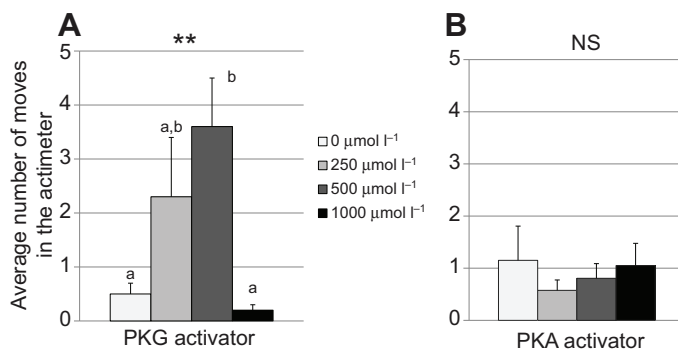 A
**
5
4
3
2
1
0
Average number of moves
in the actimeter
a
a,b
b
a
PKG activator
0 μmol l⁻¹
250 μmol l⁻¹
500 μmol l⁻¹
1000 μmol l⁻¹
B
NS
5
4
3
2
1
0
PKA activator